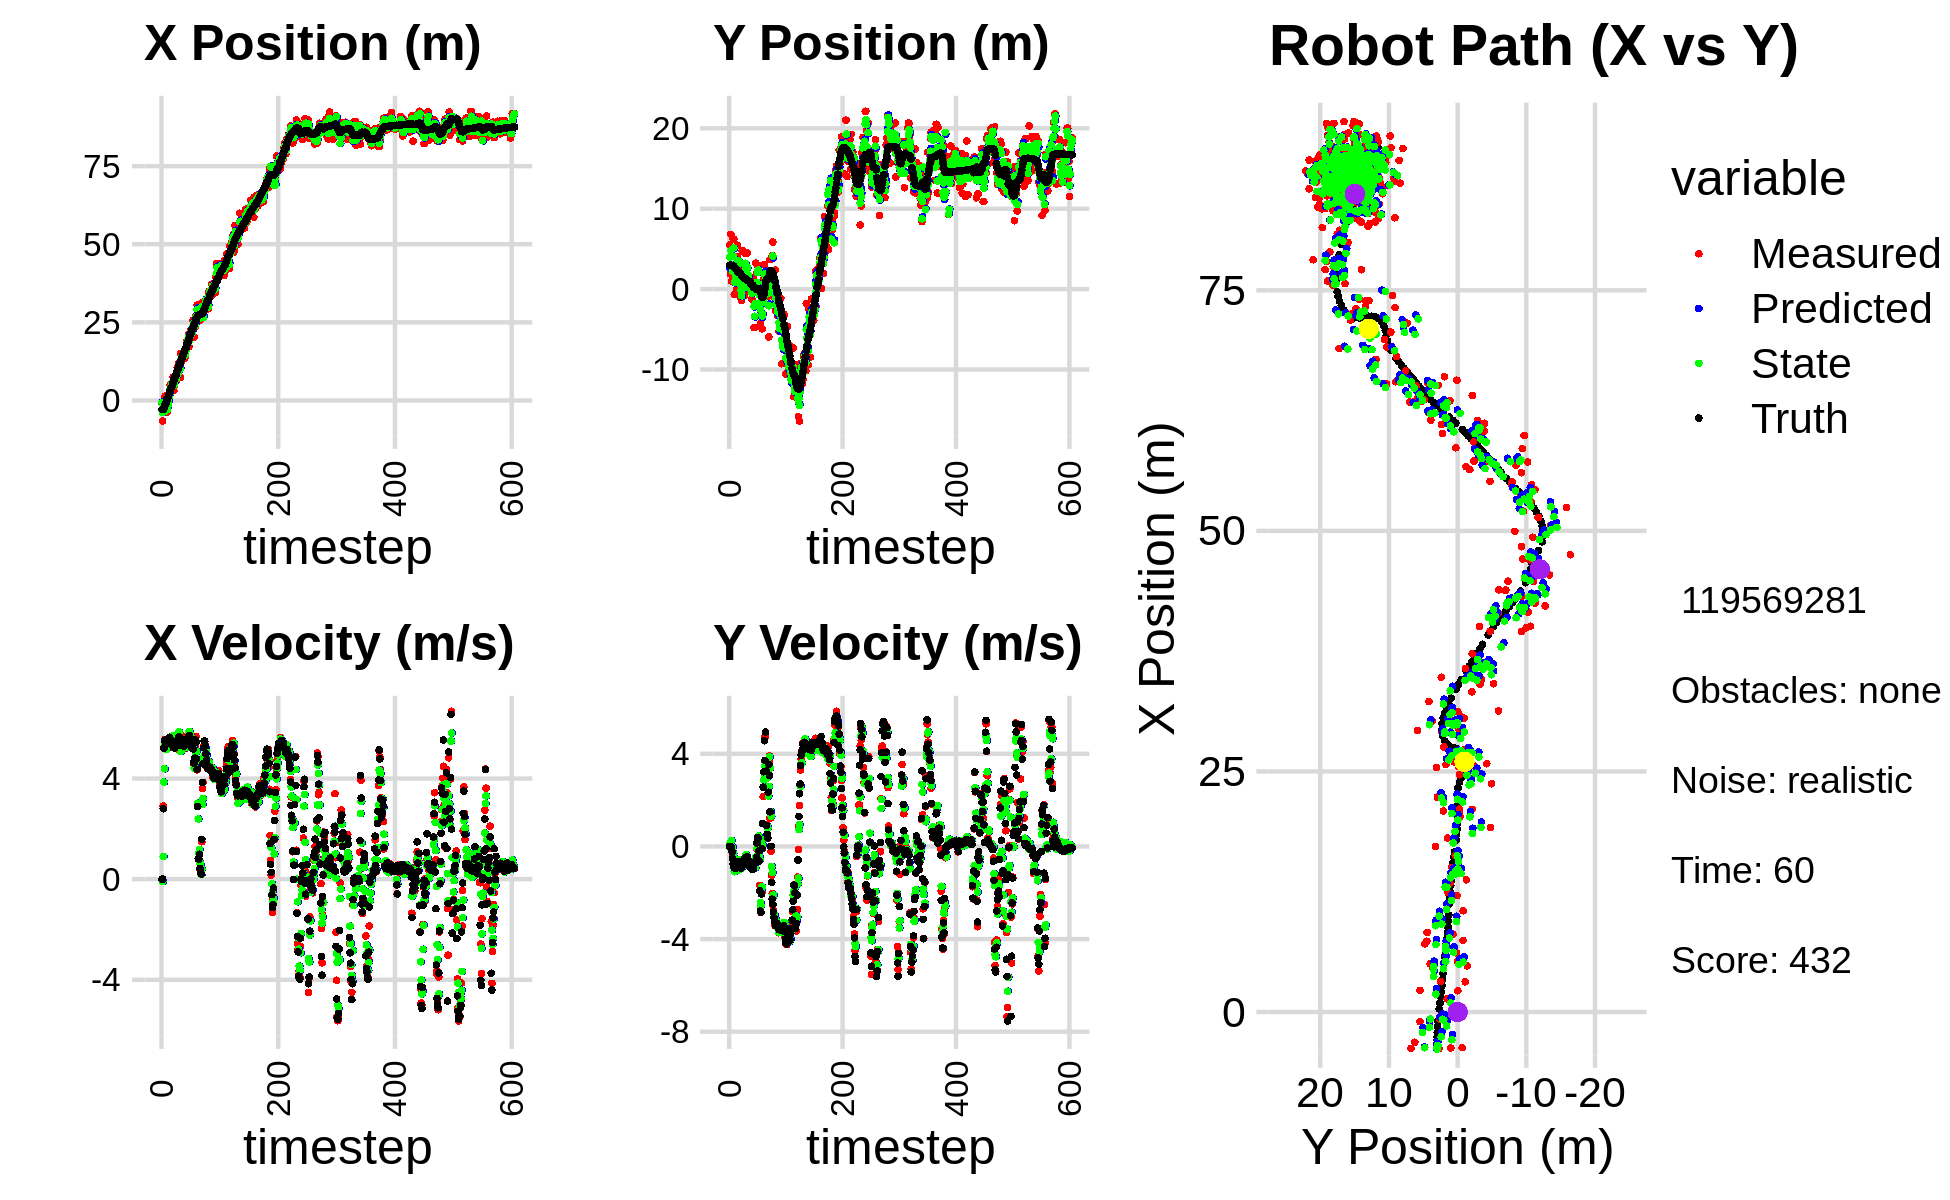 X Position (m)
75
50
25
0
0
200
400
600
timestep
Y Position (m)
20
10
0
-10
0
200
400
600
timestep
X Velocity (m/s)
4
0
-4
0
200
400
600
timestep
Y Velocity (m/s)
4
0
-4
-8
0
200
400
600
timestep
Robot Path (X vs Y)
X Position (m)
75
50
25
0
20 10 0 -10 -20
Y Position (m)
variable
Measured
Predicted
State
Truth
119569281
Obstacles: none
Noise: realistic
Time: 60
Score: 432